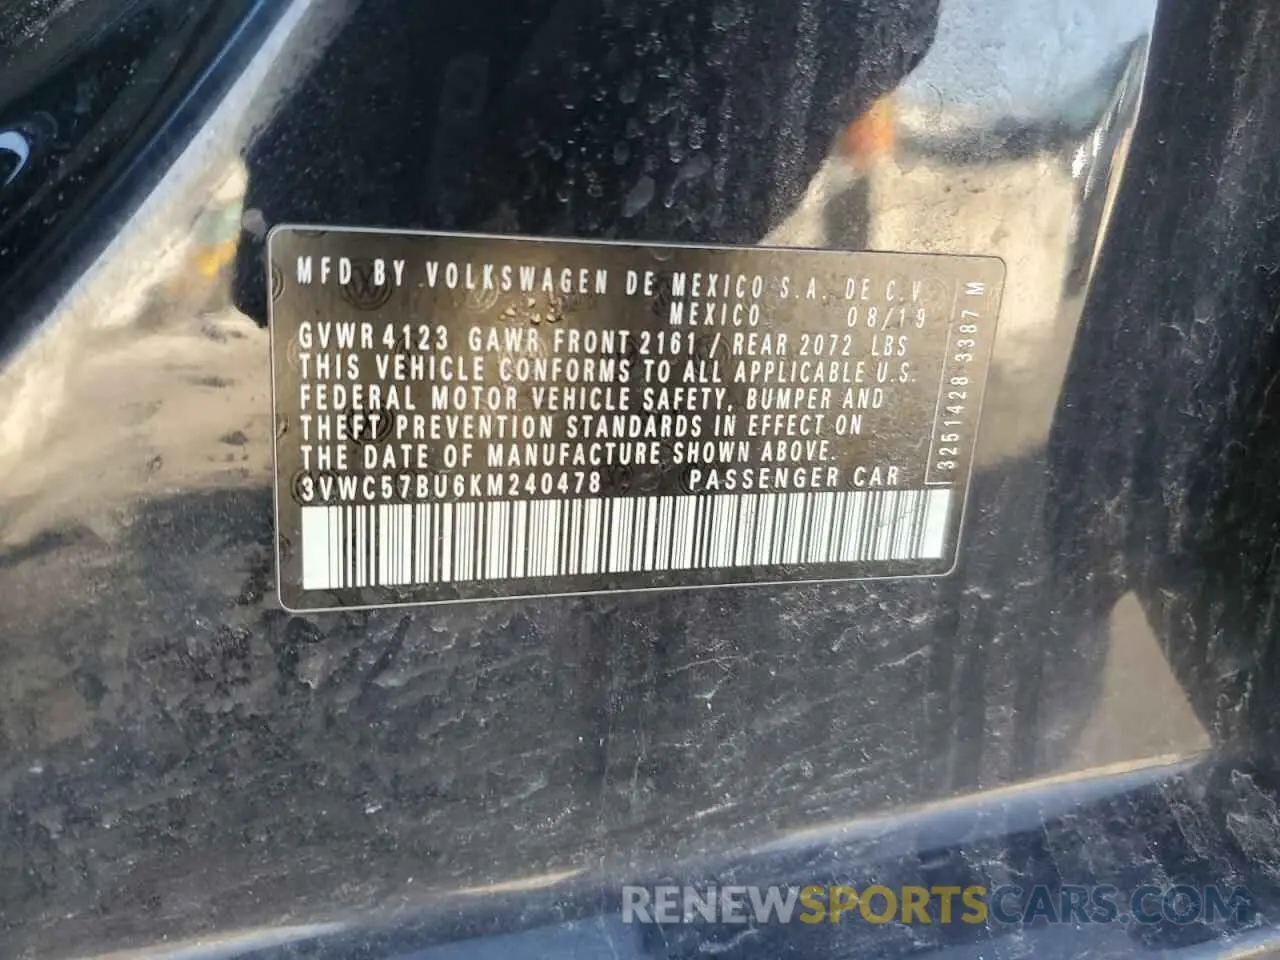 MFD BY VOLKSWAGEN DE MEXICO S.A. DE C.V.
MEXICO 08/19
GVWR 4123 GAWR FRONT 2161 / REAR 2072 LBS
THIS VEHICLE CONFORMS TO ALL APPLICABLE U.S.
FEDERAL MOTOR VEHICLE SAFETY, BUMPER AND
THEFT PREVENTION STANDARDS IN EFFECT ON
THE DATE OF MANUFACTURE SHOWN ABOVE.
3VWC57BU6KM240478 PASSENGER CAR
3251428 3387 M
RENEWSPORTSCARS.COM